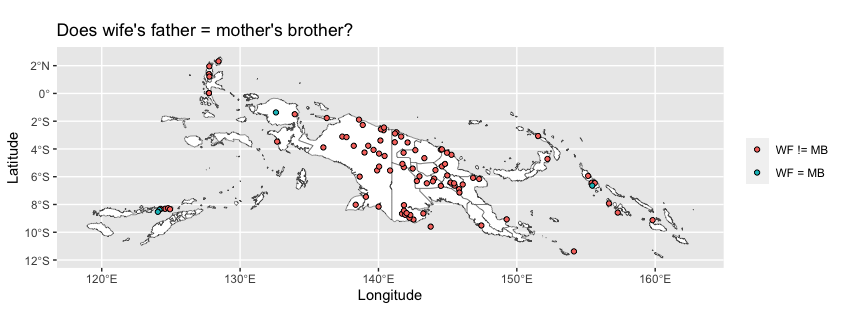 Does wife's father = mother's brother?
2°N
0°
2°S
4°S
6°S
8°S
10°S
12°S
Latitude
120°E 130°E 140°E 150°E 160°E
Longitude
WF != MB
WF = MB